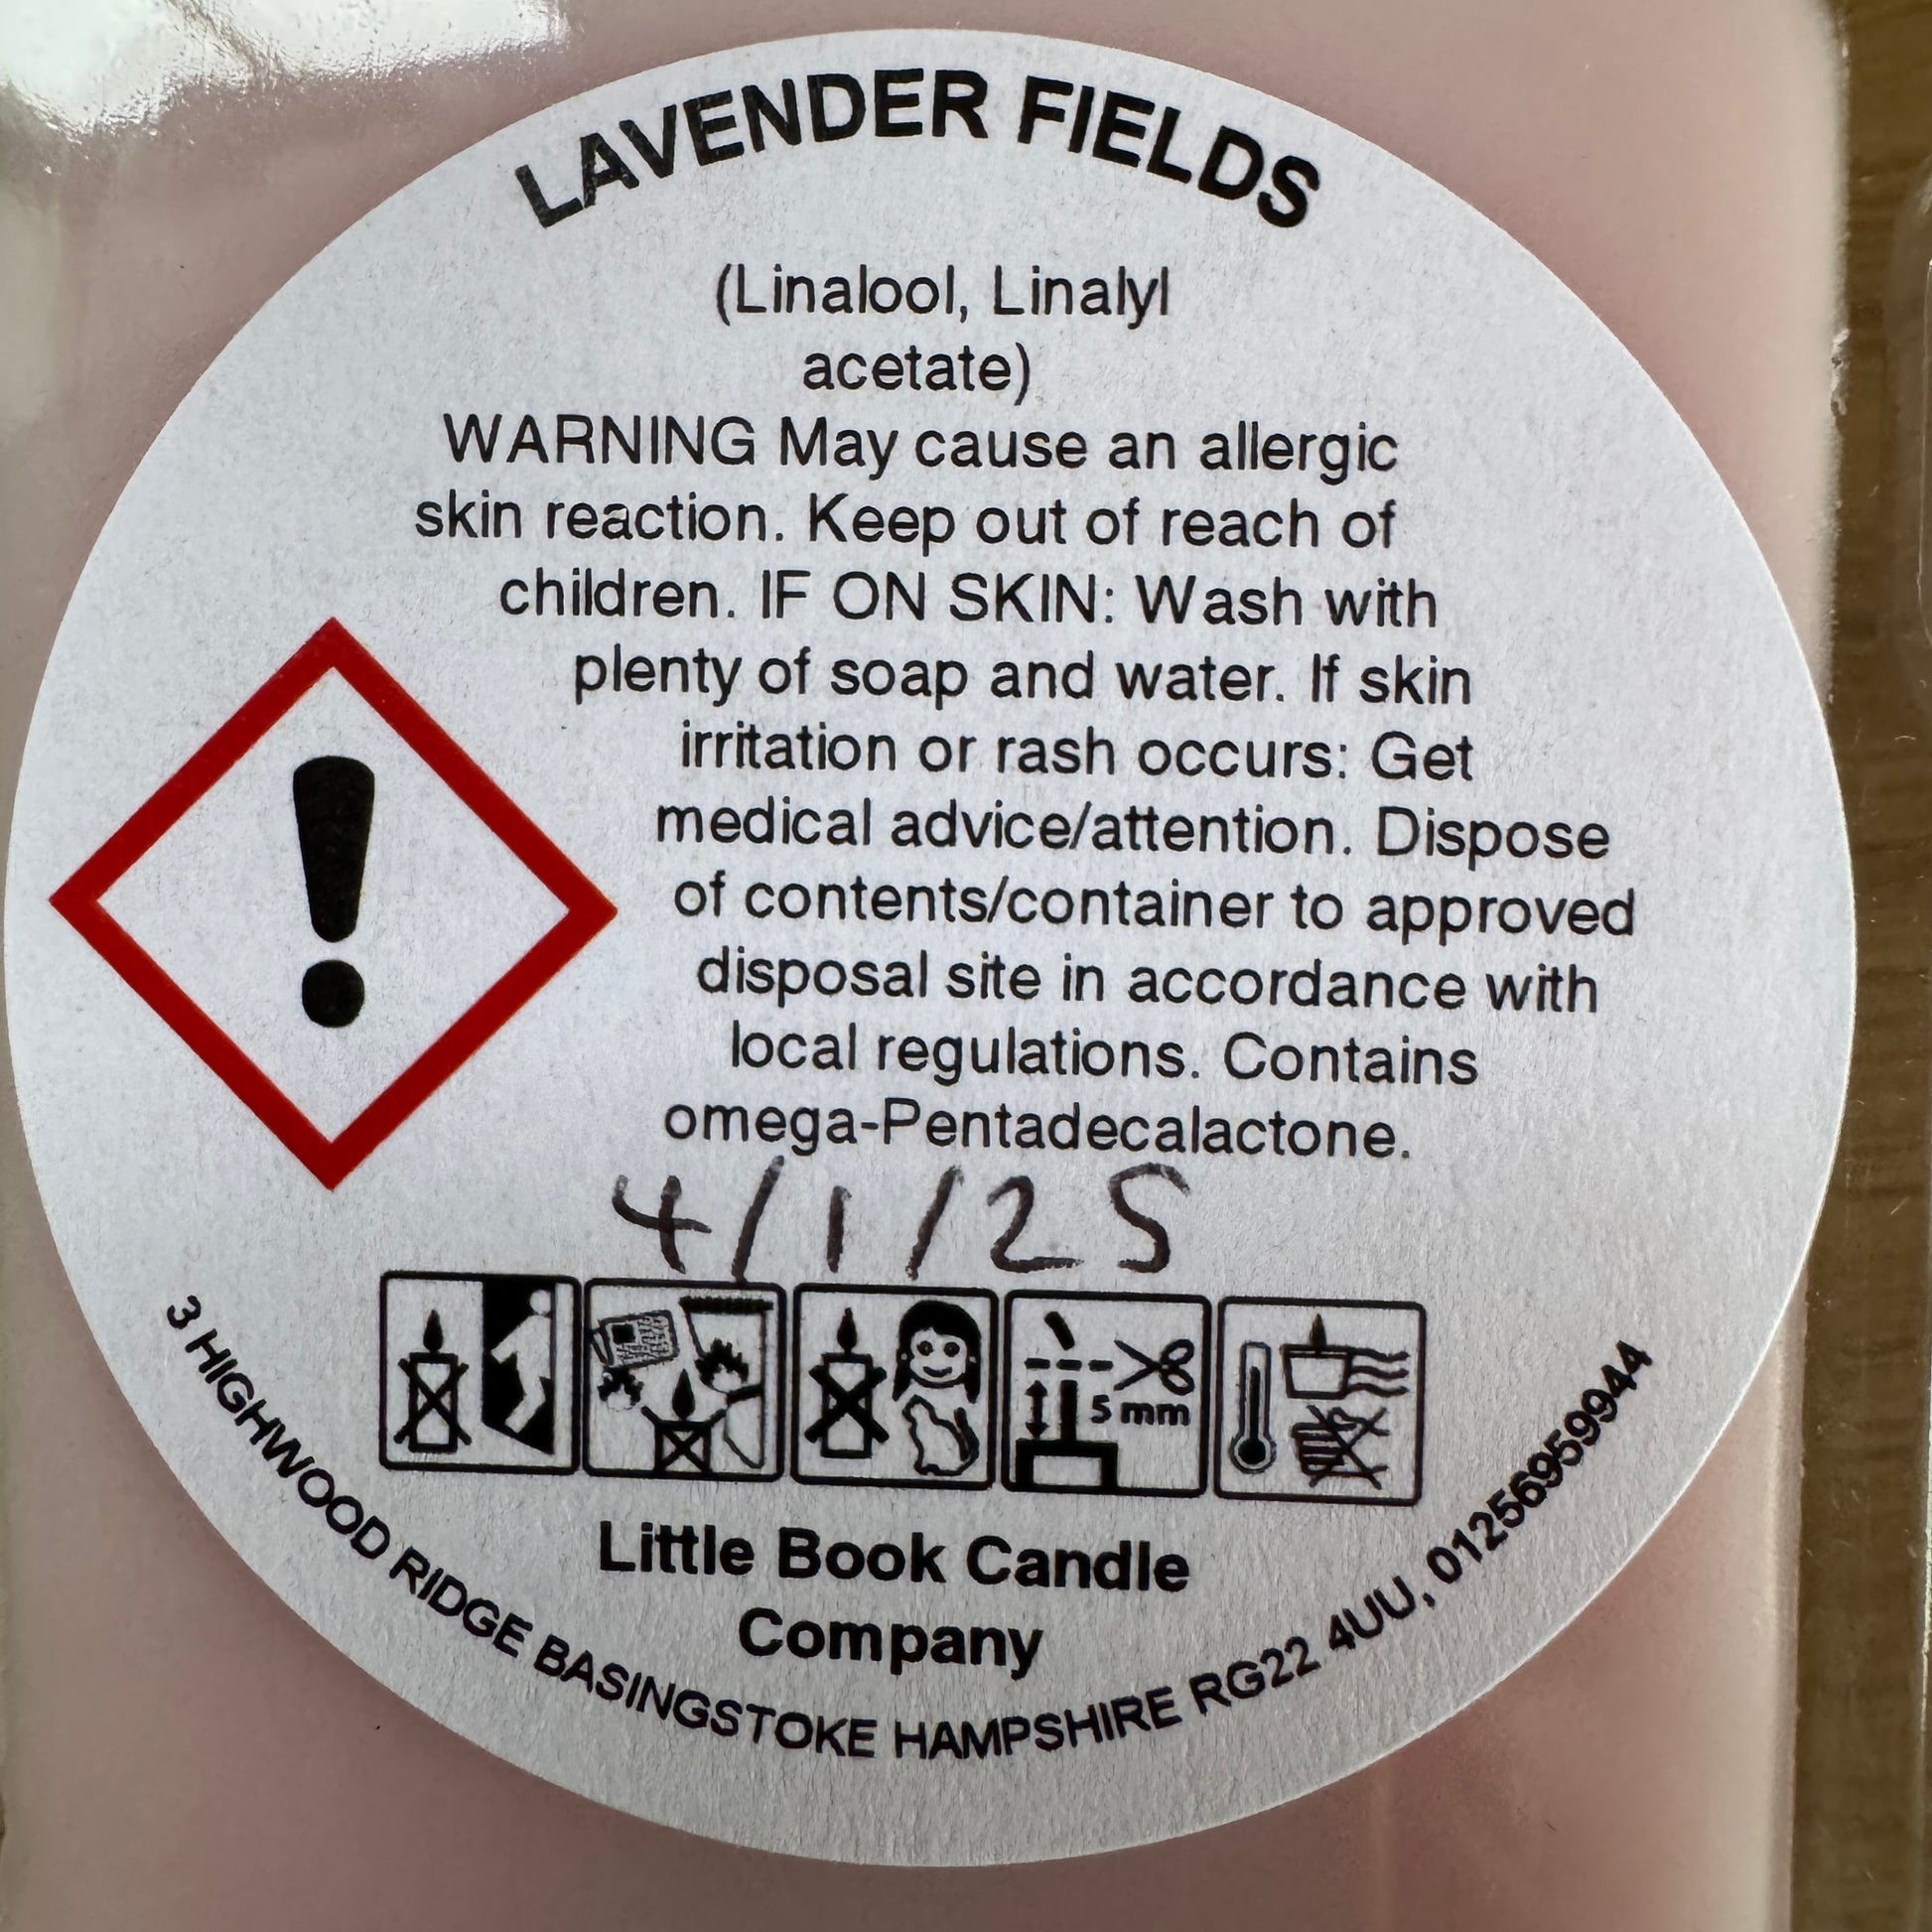 LAVENDER FIELDS
(Linalool, Linalyl
acetate)
WARNING May cause an allergic
skin reaction. Keep out of reach of
children. IF ON SKIN: Wash with
plenty of soap and water. If skin
irritation or rash occurs: Get
medical advice/attention. Dispose
of contents/container to approved
disposal site in accordance with
local regulations. Contains
omega-Pentadecalactone.
4/1/25
5 mm
Little Book Candle
Company
3 HIGHWOOD RIDGE BASINGSTOKE HAMPSHIRE RG22 4UU, 01256959944